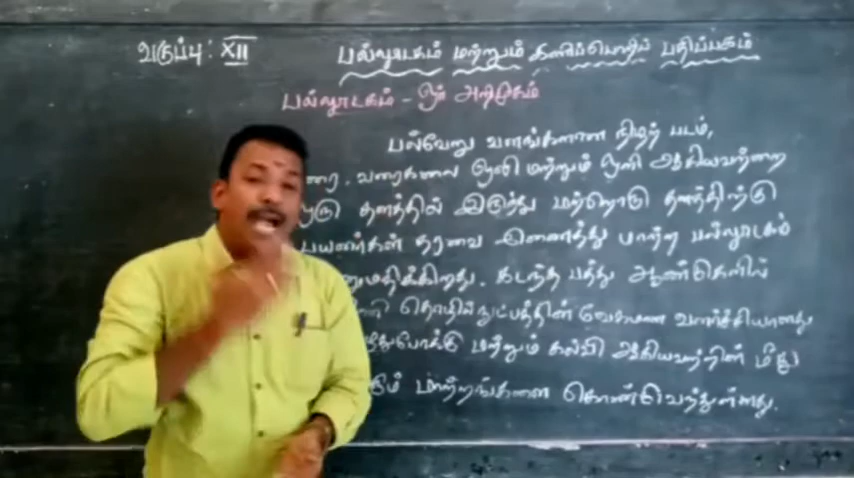 வகுப்பு: XII
பல்லூடகம் மற்றும் கணிப்பொறிப் பதிப்பகம்
பல்லூடகம் - ஓர் அறிமுகம்
பல்வேறு வளங்களான நிழற் படம்,
வரைகலை ஒலி மற்றும் ஒளி ஆகியவற்றை
தளத்தில் இருந்து மற்றொரு தளத்திற்கு
பயனர்கள் தரவை இணைத்து பல்லூடகம்
கடந்த பத்து ஆண்டுகளில்
தொழில் நுட்பத்தின் வேகமான வளர்ச்சியானது
மற்றும் கல்வி ஆகியவற்றின் மீது
மாற்றங்களை கொண்டுவந்துள்ளது.